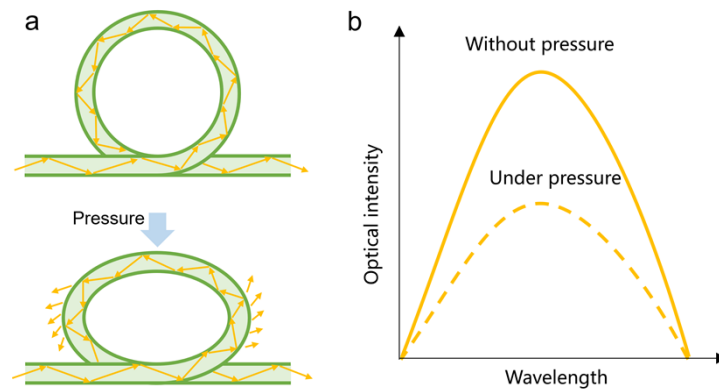 a
Pressure
b
Without pressure
Under pressure
Optical intensity
Wavelength